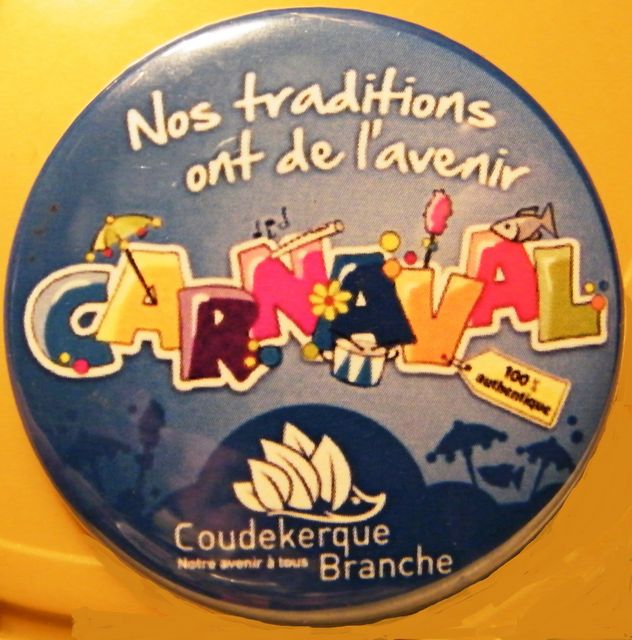 Nos traditions
ont de l'avenir
CARNAVAL
100% authentique
Coudekerque
Notre avenir à tous
Branche